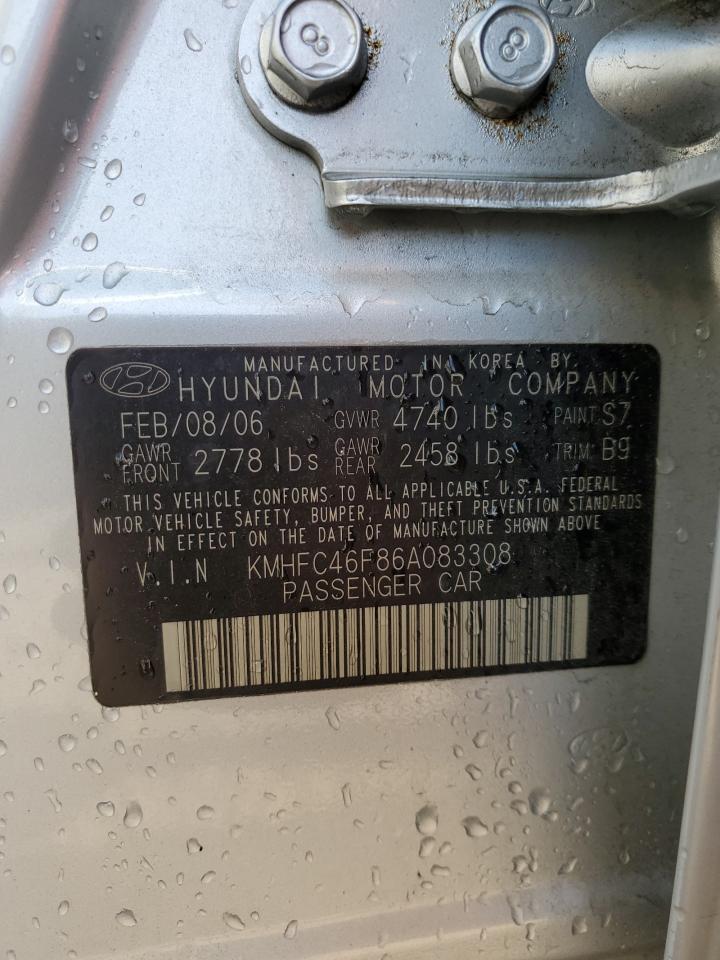 8
8
MANUFACTURED IN KOREA BY
HYUNDAI MOTOR COMPANY
FEB/08/06 GVWR 4740 lbs PAINT: S7
GAWR FRONT 2778 lbs GAWR REAR 2458 lbs TRIM: B9
THIS VEHICLE CONFORMS TO ALL APPLICABLE U.S.A. FEDERAL
MOTOR VEHICLE SAFETY, BUMPER, AND THEFT PREVENTION STANDARDS
IN EFFECT ON THE DATE OF MANUFACTURE SHOWN ABOVE
V.I.N KMHFC46F86A083308
PASSENGER CAR